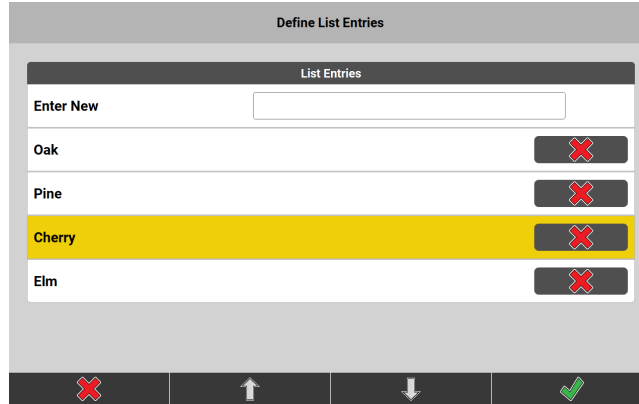 Define List Entries
List Entries
Enter New
Oak
Pine
Cherry
Elm